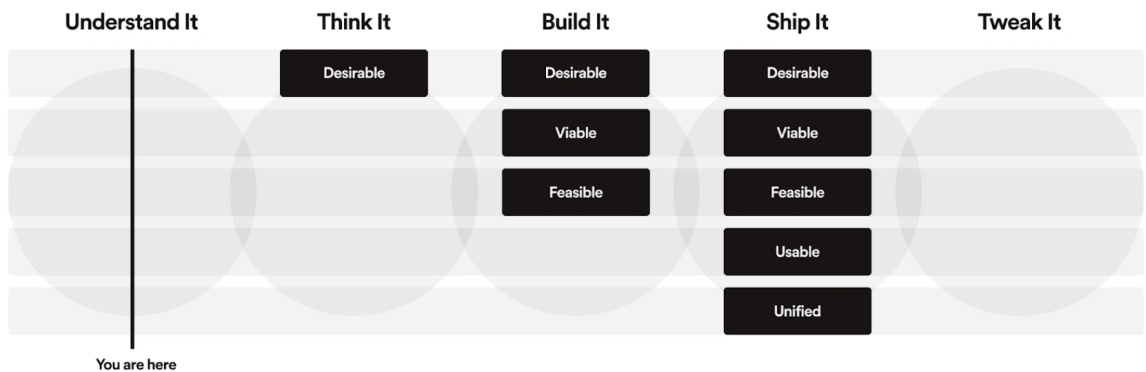 Understand It
Think It
Build It
Ship It
Tweak It
Desirable
Desirable
Desirable
Viable
Viable
Feasible
Feasible
Usable
Unified
You are here